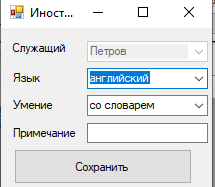 Иност...
Служащий Петров
Язык английский
Умение со словарем
Примечание
Сохранить